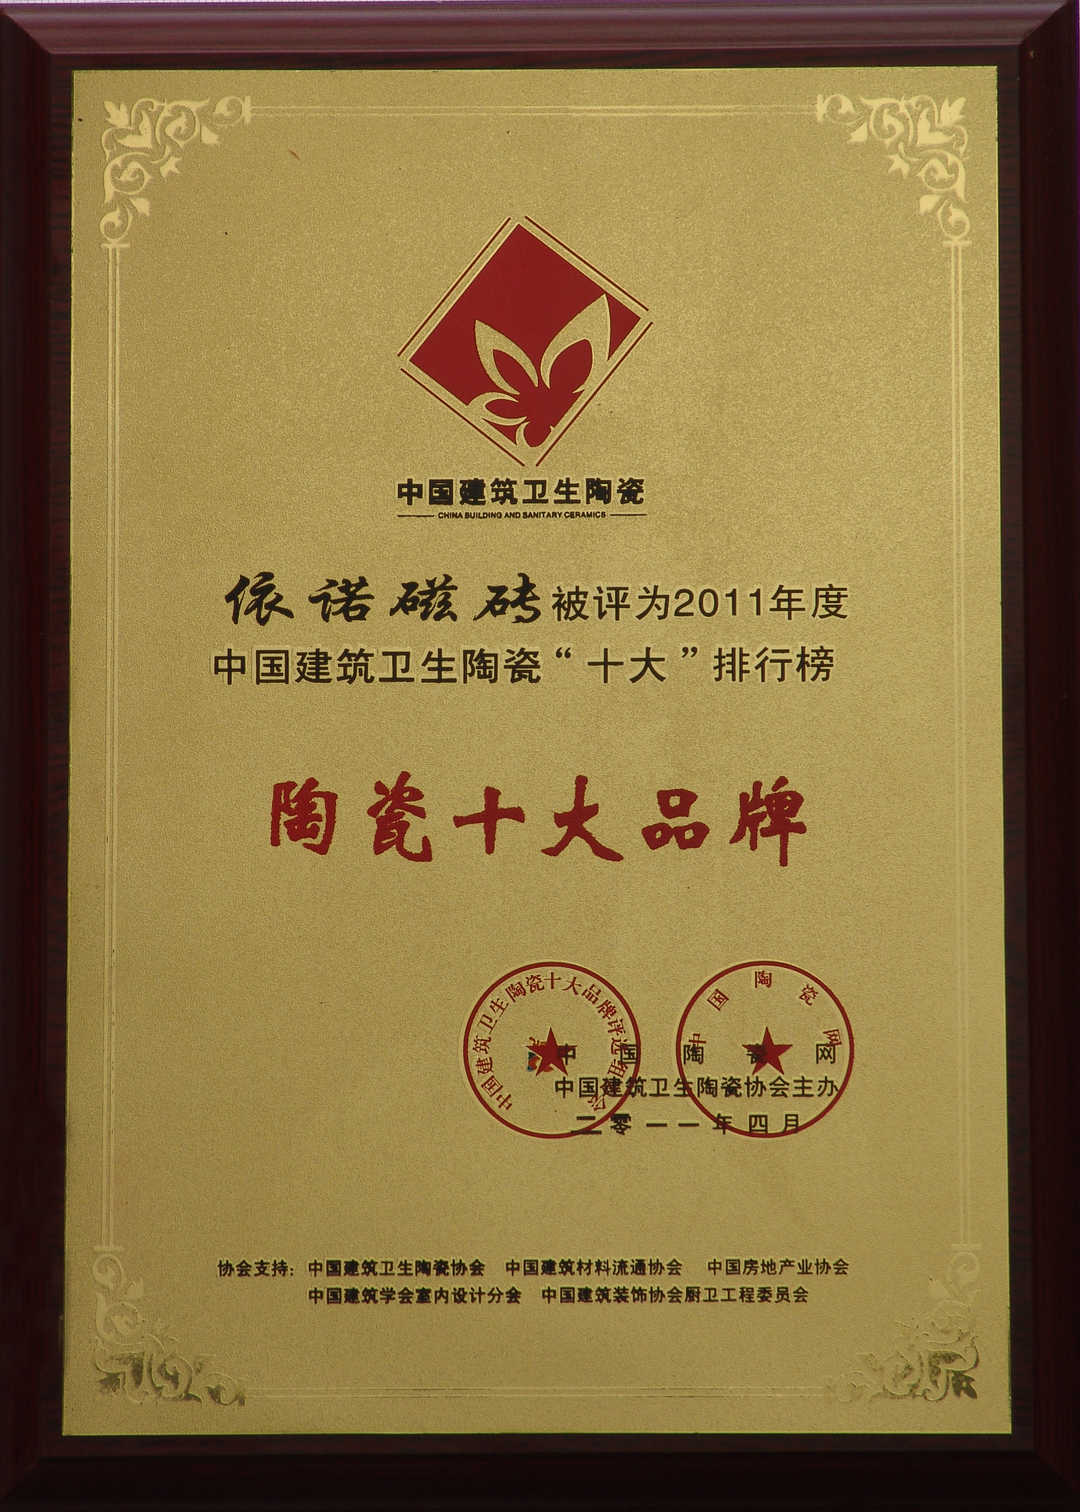 中国建筑卫生陶瓷
CHINA BUILDING AND SANITARY CERAMICS
依诺磁砖被评为2011年度
中国建筑卫生陶瓷“十大”排行榜
陶瓷十大品牌
中国建筑卫生陶瓷十大品牌评选组委会
中国陶瓷网
中国陶瓷网
中国建筑卫生陶瓷协会主办
二零一一年四月
协会支持：中国建筑卫生陶瓷协会 中国建筑材料流通协会 中国房地产业协会
中国建筑学会室内设计分会 中国建筑装饰协会厨卫工程委员会